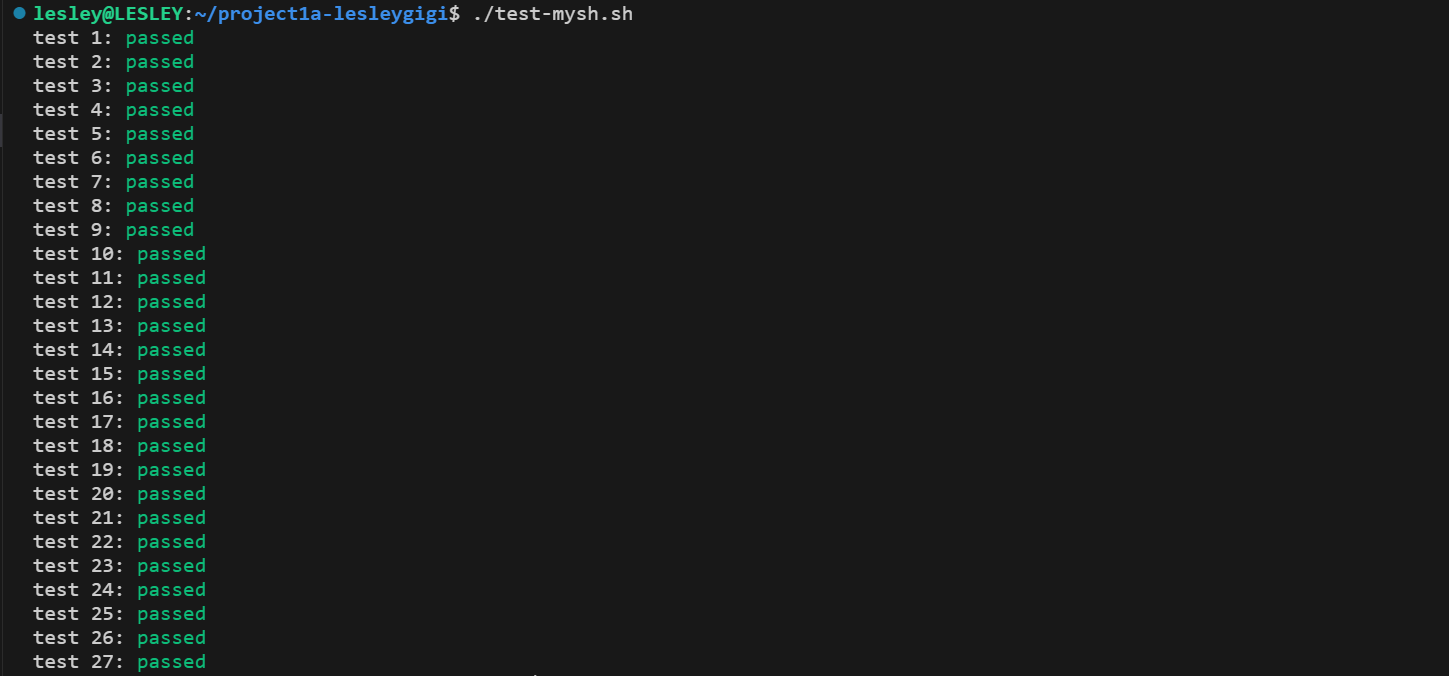 lesley@LESLEY:~/project1a-lesleygigi$ ./test-mysh.sh
test 1: passed
test 2: passed
test 3: passed
test 4: passed
test 5: passed
test 6: passed
test 7: passed
test 8: passed
test 9: passed
test 10: passed
test 11: passed
test 12: passed
test 13: passed
test 14: passed
test 15: passed
test 16: passed
test 17: passed
test 18: passed
test 19: passed
test 20: passed
test 21: passed
test 22: passed
test 23: passed
test 24: passed
test 25: passed
test 26: passed
test 27: passed